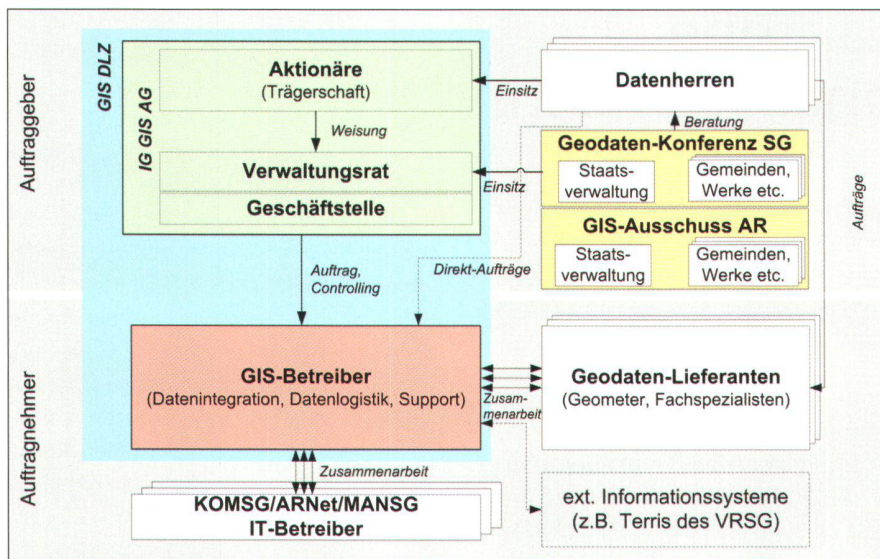 Auftraggeber
GIS DLZ
IG GIS AG
Aktionäre
(Trägerschaft)
Weisung
Verwaltungsrat
Geschäftstelle
Einsitz
Datenherren
Beratung
Geodaten-Konferenz SG
Staats-
verwaltung
Gemeinden,
Werke etc.
Einsitz
GIS-Ausschuss AR
Staats-
verwaltung
Gemeinden,
Werke etc.
Aufträge
Auftrag,
Controlling
Direkt-Aufträge
Auftragnehmer
GIS-Betreiber
(Datenintegration, Datenlogistik, Support)
Zusam-
menarbeit
Geodaten-Lieferanten
(Geometer, Fachspezialisten)
Zusammenarbeit
KOMSG/ARNet/MANSG
IT-Betreiber
ext. Informationssysteme
(z.B. Terris des VRSG)